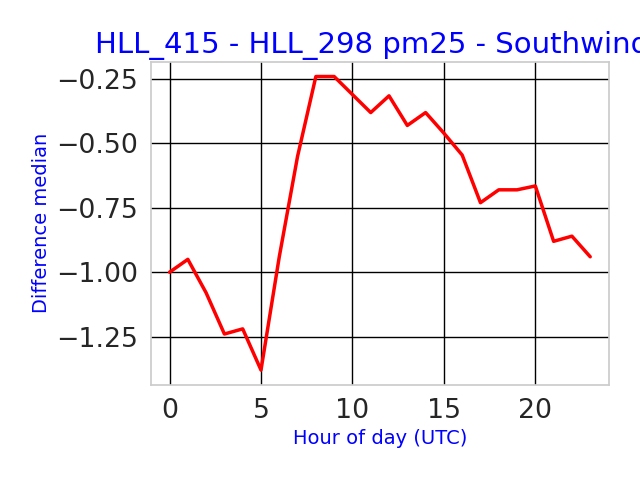 HLL_415 - HLL_298 pm25 - Southwind
−0.25
−0.50
−0.75
−1.00
−1.25
Difference median
0 5 10 15 20
Hour of day (UTC)